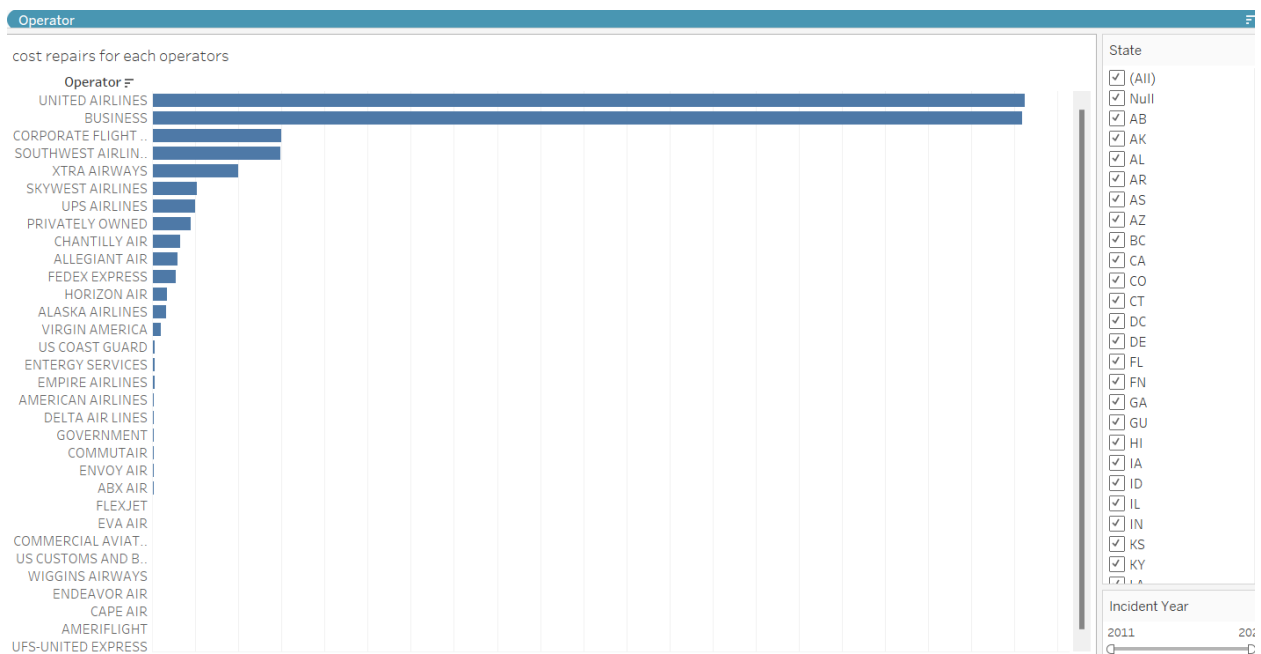 Operator
cost repairs for each operators
Operator
UNITED AIRLINES
BUSINESS
CORPORATE FLIGHT ..
SOUTHWEST AIRLIN..
XTRA AIRWAYS
SKYWEST AIRLINES
UPS AIRLINES
PRIVATELY OWNED
CHANTILLY AIR
ALLEGIANT AIR
FEDEX EXPRESS
HORIZON AIR
ALASKA AIRLINES
VIRGIN AMERICA
US COAST GUARD
ENTERGY SERVICES
EMPIRE AIRLINES
AMERICAN AIRLINES
DELTA AIR LINES
GOVERNMENT
COMMUTAIR
ENVOY AIR
ABX AIR
FLEXJET
EVA AIR
COMMERCIAL AVIAT..
US CUSTOMS AND B..
WIGGINS AIRWAYS
ENDEAVOR AIR
CAPE AIR
AMERIFLIGHT
UFS-UNITED EXPRESS
State
(All)
Null
AB
AK
AL
AR
AS
AZ
BC
CA
CO
CT
DC
DE
FL
FN
GA
GU
HI
IA
ID
IL
IN
KS
KY
Incident Year
2011